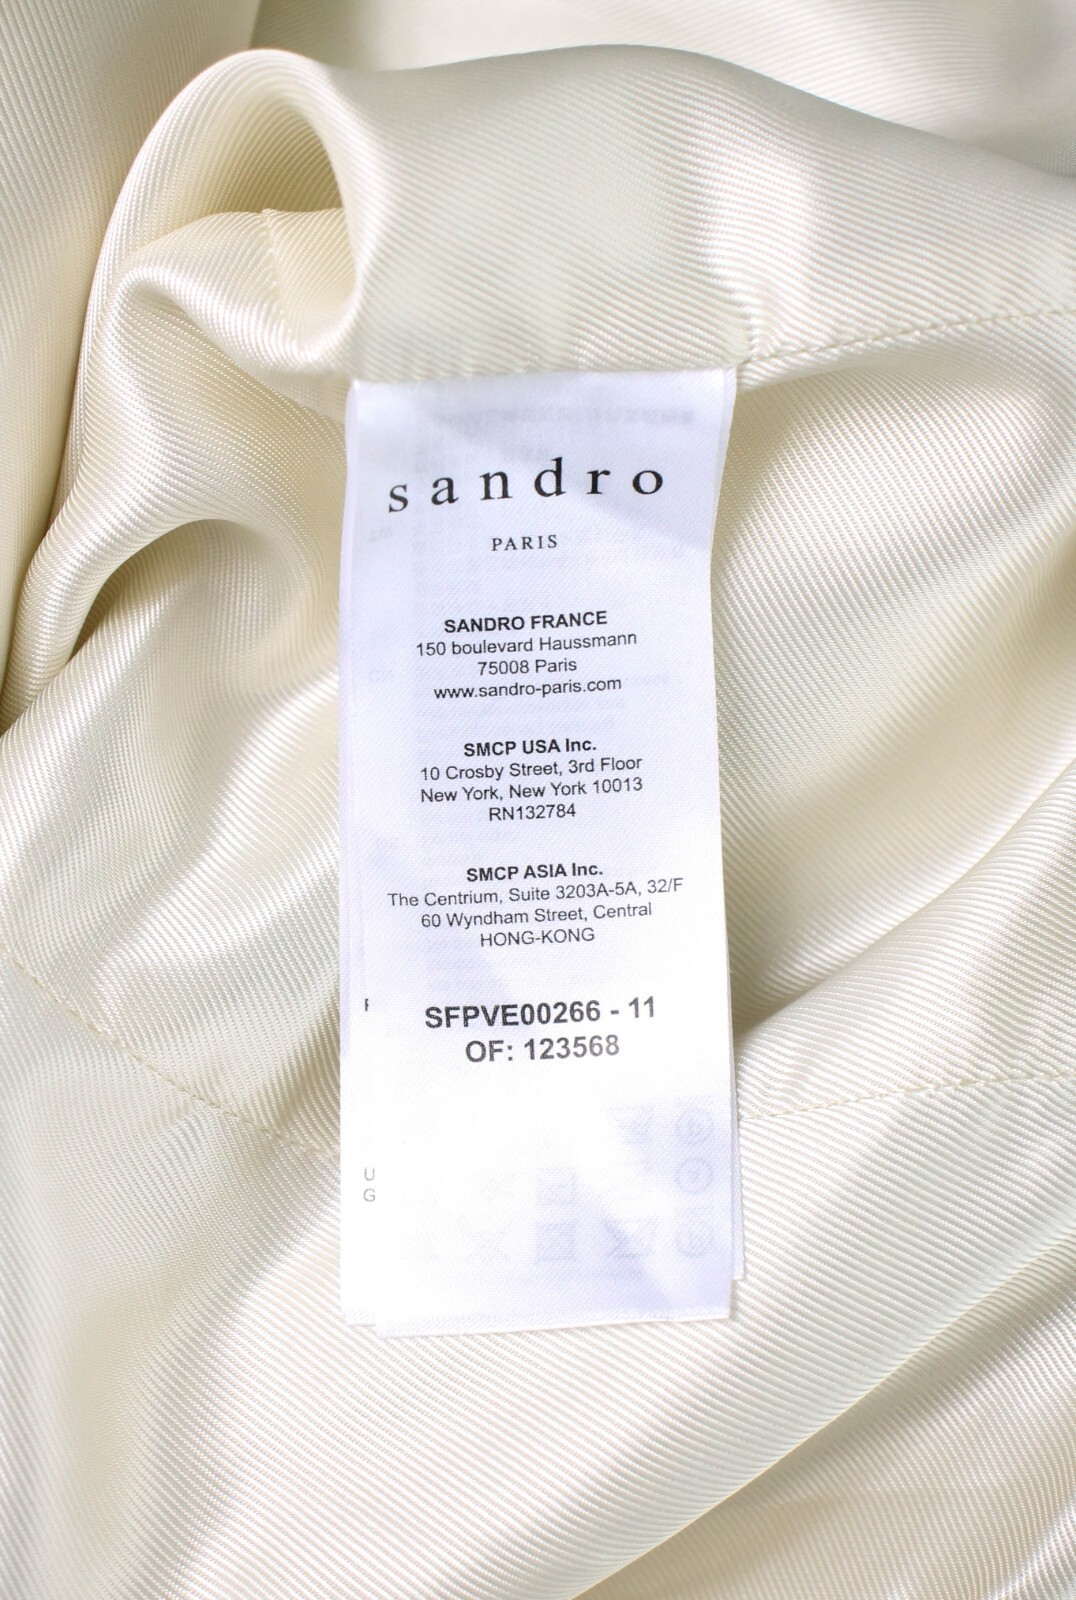 sandro
PARIS
SANDRO FRANCE
150 boulevard Haussmann
75008 Paris
www.sandro-paris.com
SMCP USA Inc.
10 Crosby Street, 3rd Floor
New York, New York 10013
RN132784
SMCP ASIA Inc.
The Centrium, Suite 3203A-5A, 32/F
60 Wyndham Street, Central
HONG-KONG
SFPVE00266 - 11
OF: 123568
U
G